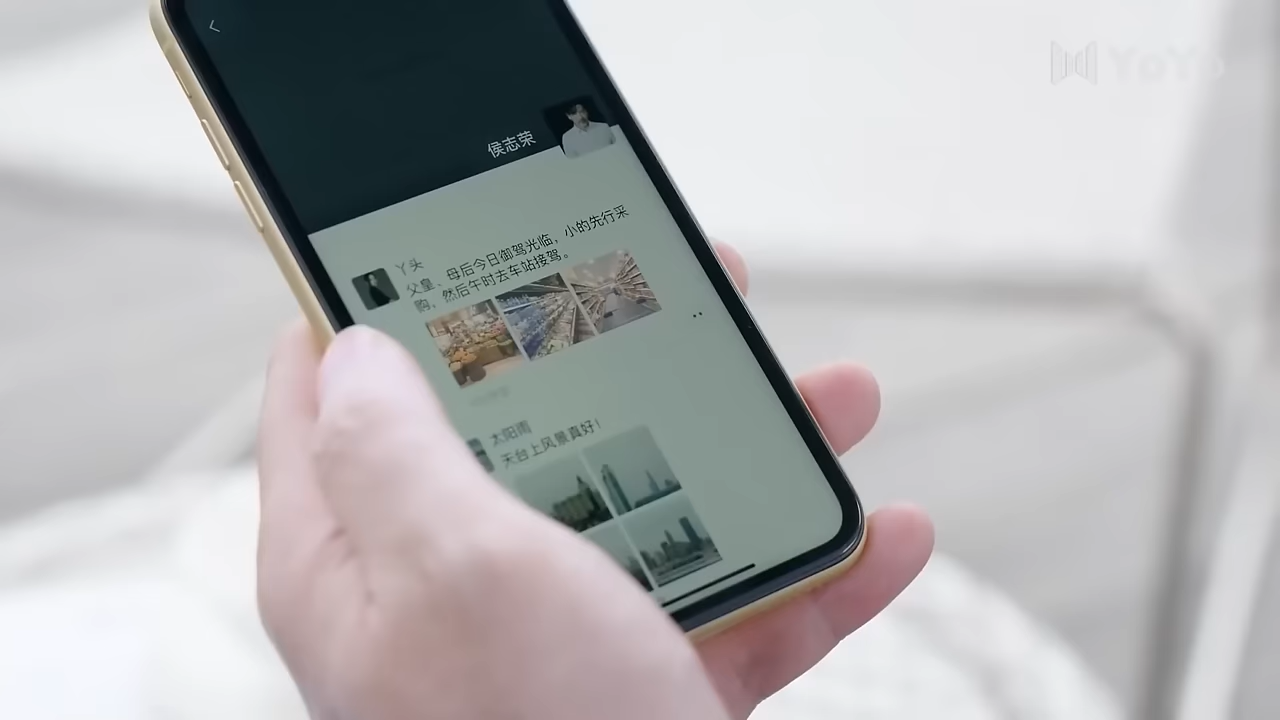 YoYo
侯志荣
丫头
父皇、母后今日御驾光临，小的先行采
购，然后午时去车站接驾。
太阳雨
天台上风景真好！